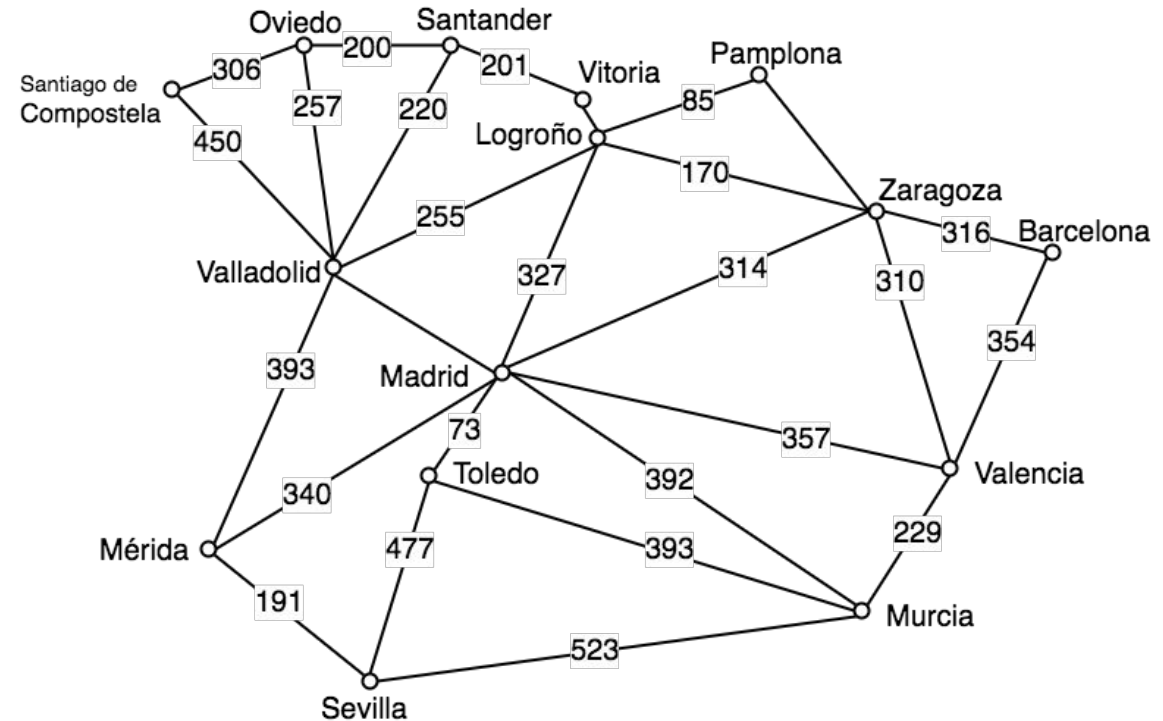 Oviedo
Santander
306
200
201
Pamplona
Santiago de
Compostela
Vitoria
257
220
85
Logroño
450
170
Zaragoza
255
316
Barcelona
Valladolid
327
314
310
393
354
Madrid
73
357
Toledo
392
Valencia
340
229
Mérida
477
393
191
Murcia
523
Sevilla